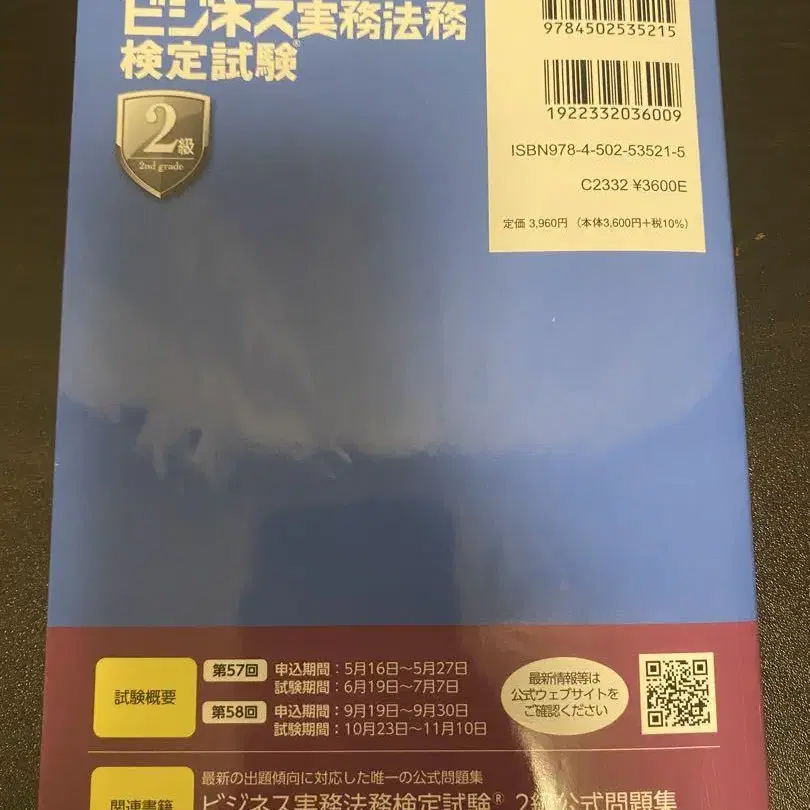 ビジネス実務法務
検定試験®
2級
2nd grade
9784502535215
1922332036009
ISBN978-4-502-53521-5
C2332 ¥3600E
定価 3,960円 (本体3,600円+税10%)
試験概要
第57回 申込期間:5月16日~5月27日
試験期間:6月19日~7月7日
第58回 申込期間:9月19日~9月30日
試験期間:10月23日~11月10日
最新情報等は
公式ウェブサイトを
ご確認ください
最新の出題傾向に対応した唯一の公式問題集
関連書籍
ビジネス実務法務検定試験® 2級公式問題集